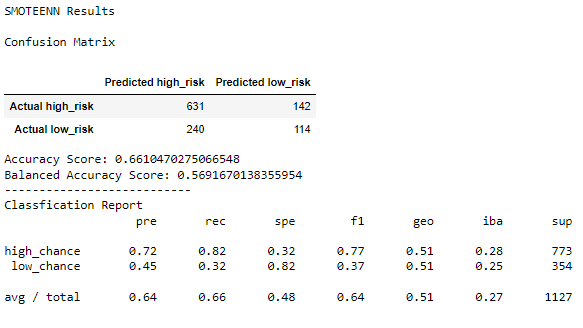 SMOTEENN Results
Confusion Matrix
Predicted high_risk Predicted low_risk
Actual high_risk 631 142
Actual low_risk 240 114
Accuracy Score: 0.6610470275066548
Balanced Accuracy Score: 0.5691670138355954
---------------------------
Classfication Report
pre rec spe f1 geo iba sup
high_chance 0.72 0.82 0.32 0.77 0.51 0.28 773
low_chance 0.45 0.32 0.82 0.37 0.51 0.25 354
avg / total 0.64 0.66 0.48 0.64 0.51 0.27 1127